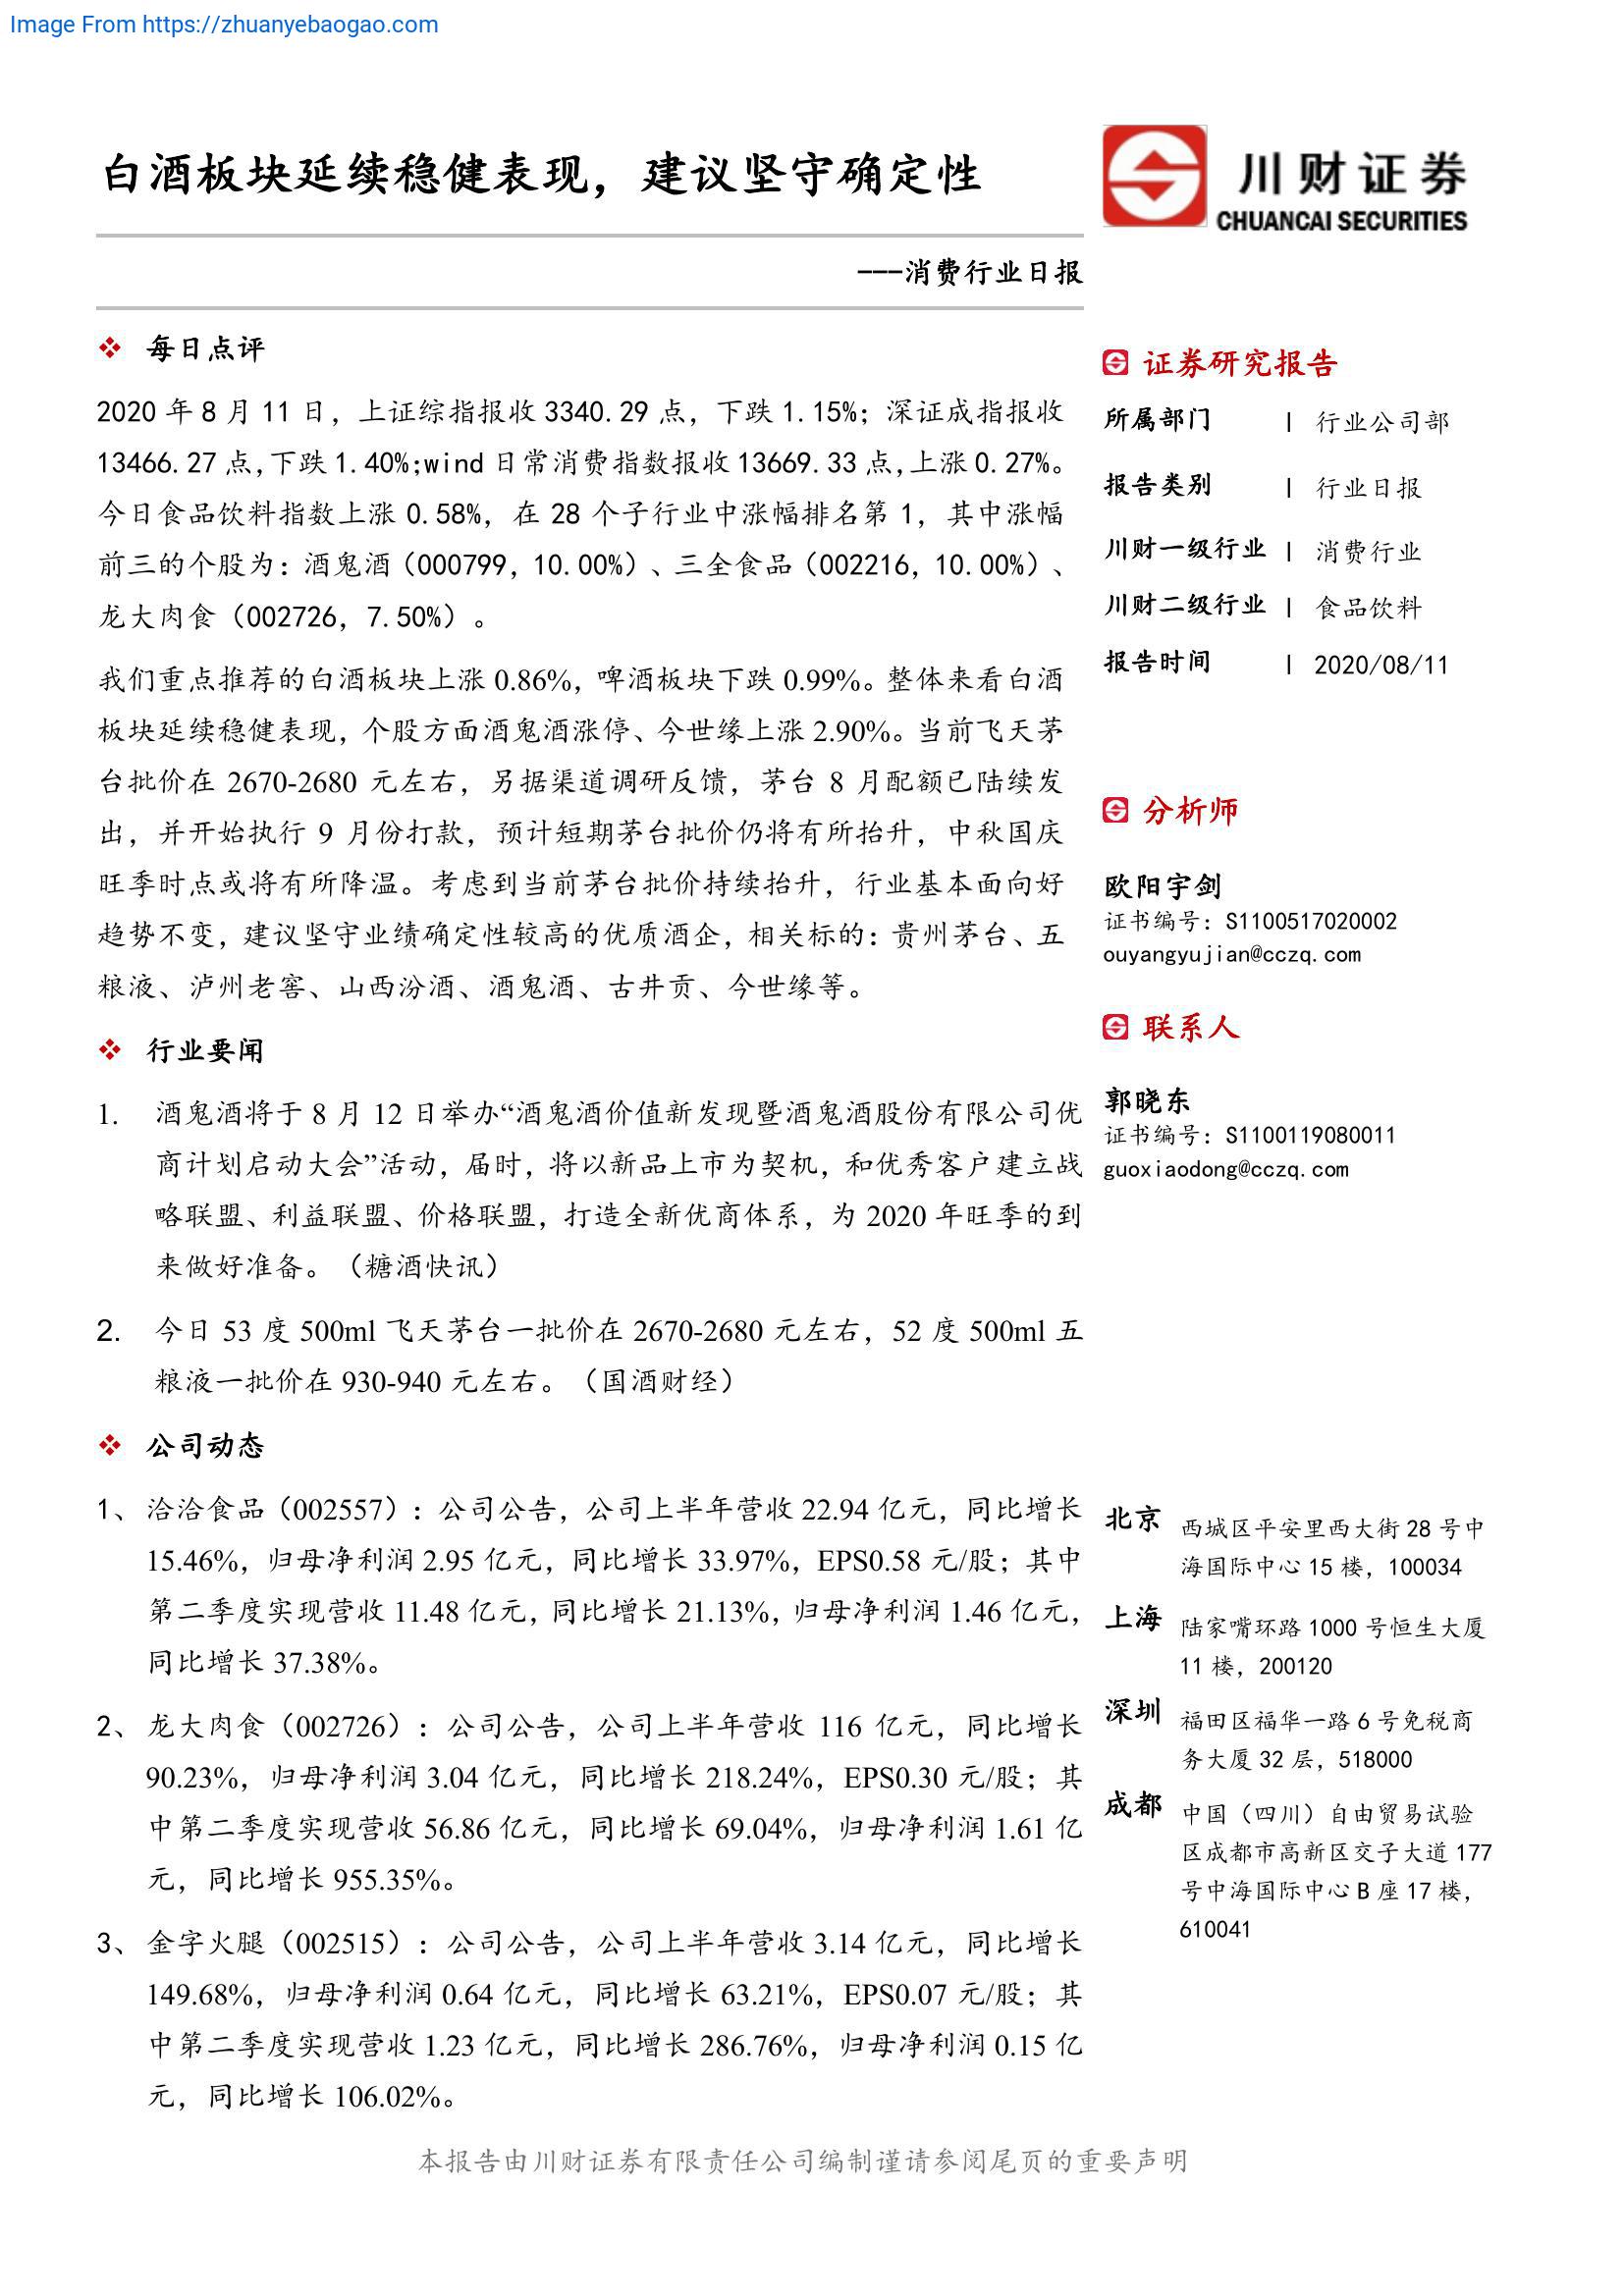 Image From https://zhuanyebaogao.com
白酒板块延续稳健表现，建议坚守确定性
川财证券
CHUANCAI SECURITIES
---消费行业日报
❖ 每日点评
2020 年 8 月 11 日，上证综指报收 3340.29 点，下跌 1.15%；深证成指报收
13466.27 点，下跌 1.40%;wind 日常消费指数报收 13669.33 点，上涨 0.27%。
今日食品饮料指数上涨 0.58%，在 28 个子行业中涨幅排名第 1，其中涨幅
前三的个股为：酒鬼酒（000799，10.00%）、三全食品（002216，10.00%）、
龙大肉食（002726，7.50%）。
我们重点推荐的白酒板块上涨 0.86%，啤酒板块下跌 0.99%。整体来看白酒
板块延续稳健表现，个股方面酒鬼酒涨停、今世缘上涨 2.90%。当前飞天茅
台批价在 2670-2680 元左右，另据渠道调研反馈，茅台 8 月配额已陆续发
出，并开始执行 9 月份打款，预计短期茅台批价仍将有所抬升，中秋国庆
旺季时点或将有所降温。考虑到当前茅台批价持续抬升，行业基本面向好
趋势不变，建议坚守业绩确定性较高的优质酒企，相关标的：贵州茅台、五
粮液、泸州老窖、山西汾酒、酒鬼酒、古井贡、今世缘等。
❖ 行业要闻
1. 酒鬼酒将于 8 月 12 日举办“酒鬼酒价值新发现暨酒鬼酒股份有限公司优
商计划启动大会”活动，届时，将以新品上市为契机，和优秀客户建立战
略联盟、利益联盟、价格联盟，打造全新优商体系，为 2020 年旺季的到
来做好准备。（糖酒快讯）
2. 今日 53 度 500ml 飞天茅台一批价在 2670-2680 元左右，52 度 500ml 五
粮液一批价在 930-940 元左右。（国酒财经）
❖ 公司动态
1、 洽洽食品（002557）：公司公告，公司上半年营收 22.94 亿元，同比增长
15.46%，归母净利润 2.95 亿元，同比增长 33.97%，EPS0.58 元/股；其中
第二季度实现营收 11.48 亿元，同比增长 21.13%，归母净利润 1.46 亿元，
同比增长 37.38%。
2、 龙大肉食（002726）：公司公告，公司上半年营收 116 亿元，同比增长
90.23%，归母净利润 3.04 亿元，同比增长 218.24%，EPS0.30 元/股；其
中第二季度实现营收 56.86 亿元，同比增长 69.04%，归母净利润 1.61 亿
元，同比增长 955.35%。
3、 金字火腿（002515）：公司公告，公司上半年营收 3.14 亿元，同比增长
149.68%，归母净利润 0.64 亿元，同比增长 63.21%，EPS0.07 元/股；其
中第二季度实现营收 1.23 亿元，同比增长 286.76%，归母净利润 0.15 亿
元，同比增长 106.02%。
证券研究报告
所属部门 | 行业公司部
报告类别 | 行业日报
川财一级行业 | 消费行业
川财二级行业 | 食品饮料
报告时间 | 2020/08/11
分析师
欧阳宇剑
证书编号：S1100517020002
ouyangyujian@cczq.com
联系人
郭晓东
证书编号：S1100119080011
guoxiaodong@cczq.com
北京 西城区平安里西大街 28 号中
海国际中心 15 楼，100034
上海 陆家嘴环路 1000 号恒生大厦
11 楼，200120
深圳 福田区福华一路 6 号免税商
务大厦 32 层，518000
成都 中国（四川）自由贸易试验
区成都市高新区交子大道 177
号中海国际中心 B 座 17 楼，
610041
本报告由川财证券有限责任公司编制谨请参阅尾页的重要声明